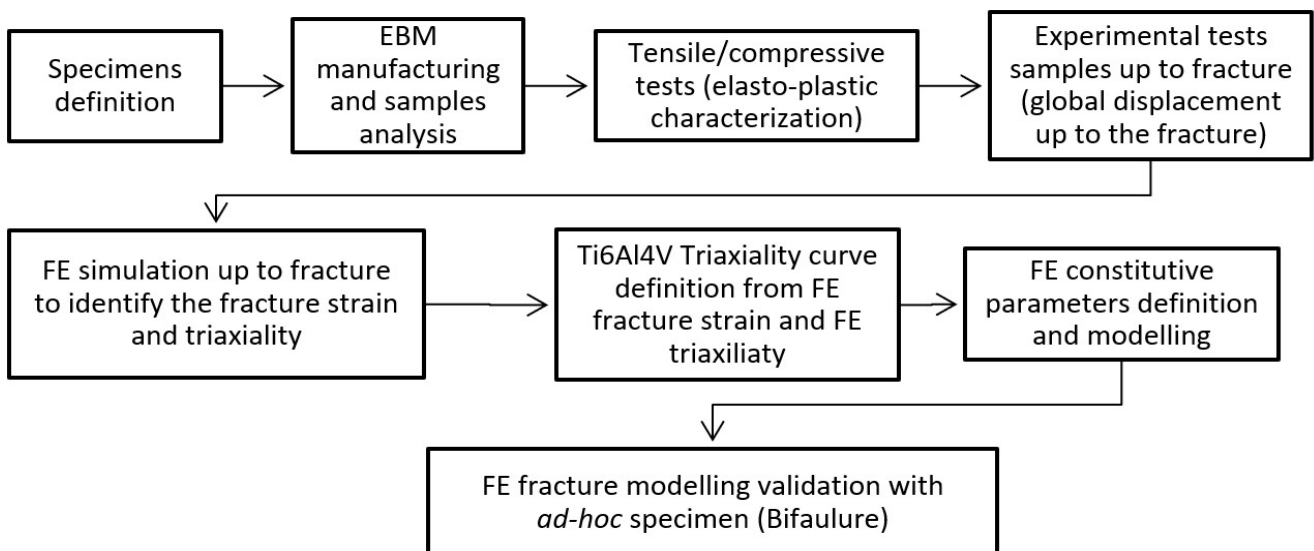 Specimens
definition
EBM
manufacturing
and samples
analysis
Tensile/compressive
tests (elasto-plastic
characterization)
Experimental tests
samples up to fracture
(global displacement
up to the fracture)
FE simulation up to fracture
to identify the fracture strain
and triaxiality
Ti6Al4V Triaxiality curve
definition from FE
fracture strain and FE
triaxiliaty
FE constitutive
parameters definition
and modelling
FE fracture modelling validation with
ad-hoc specimen (Bifaulure)